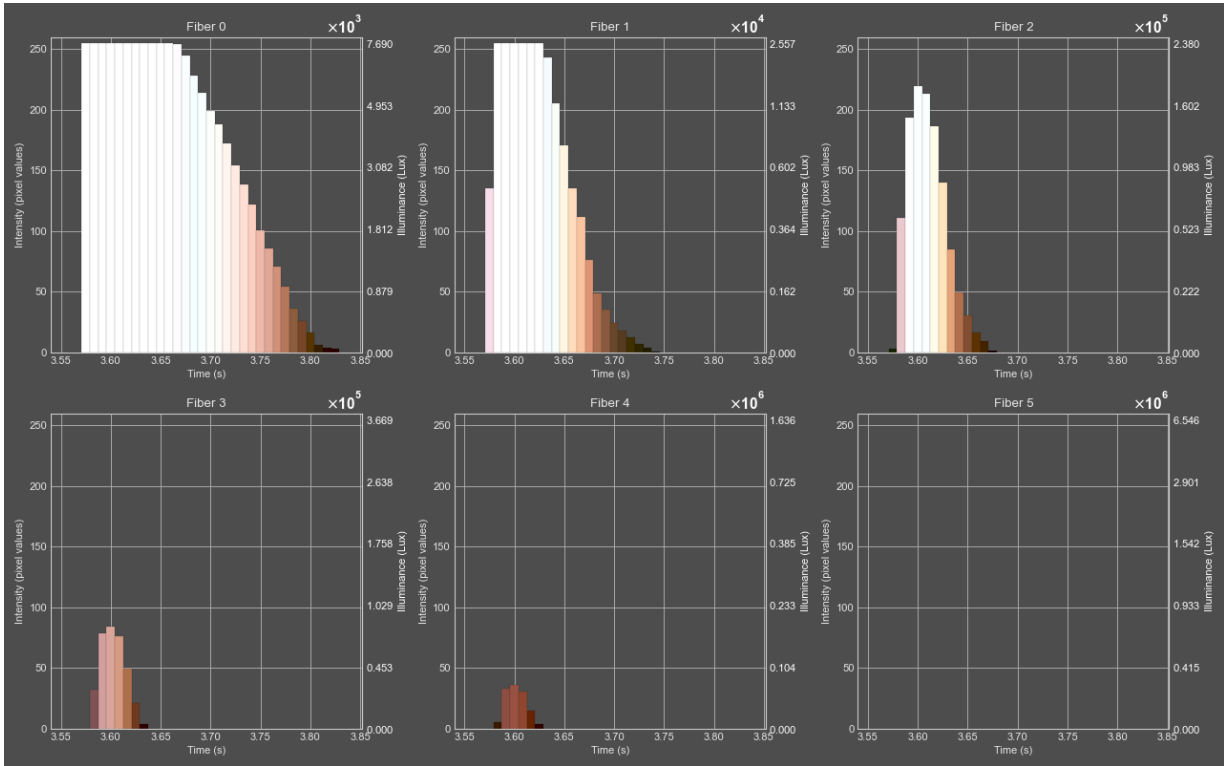 Fiber 0
×10³
250
200
150
100
50
0
Intensity (pixel values)
7.690
4.953
3.082
1.812
0.879
0.000
Illuminance (Lux)
3.55 3.60 3.65 3.70 3.75 3.80 3.85
Time (s)
Fiber 1
×10⁴
250
200
150
100
50
0
Intensity (pixel values)
2.557
1.133
0.602
0.364
0.162
0.000
Illuminance (Lux)
3.55 3.60 3.65 3.70 3.75 3.80 3.85
Time (s)
Fiber 2
×10⁵
250
200
150
100
50
0
Intensity (pixel values)
2.380
1.602
0.983
0.523
0.222
0.000
Illuminance (Lux)
3.55 3.60 3.65 3.70 3.75 3.80 3.85
Time (s)
Fiber 3
×10⁵
250
200
150
100
50
0
Intensity (pixel values)
3.669
2.638
1.758
1.029
0.453
0.000
Illuminance (Lux)
3.55 3.60 3.65 3.70 3.75 3.80 3.85
Time (s)
Fiber 4
×10⁶
250
200
150
100
50
0
Intensity (pixel values)
1.636
0.725
0.385
0.233
0.104
0.000
Illuminance (Lux)
3.55 3.60 3.65 3.70 3.75 3.80 3.85
Time (s)
Fiber 5
×10⁶
250
200
150
100
50
0
Intensity (pixel values)
6.546
2.901
1.542
0.933
0.415
0.000
Illuminance (Lux)
3.55 3.60 3.65 3.70 3.75 3.80 3.85
Time (s)